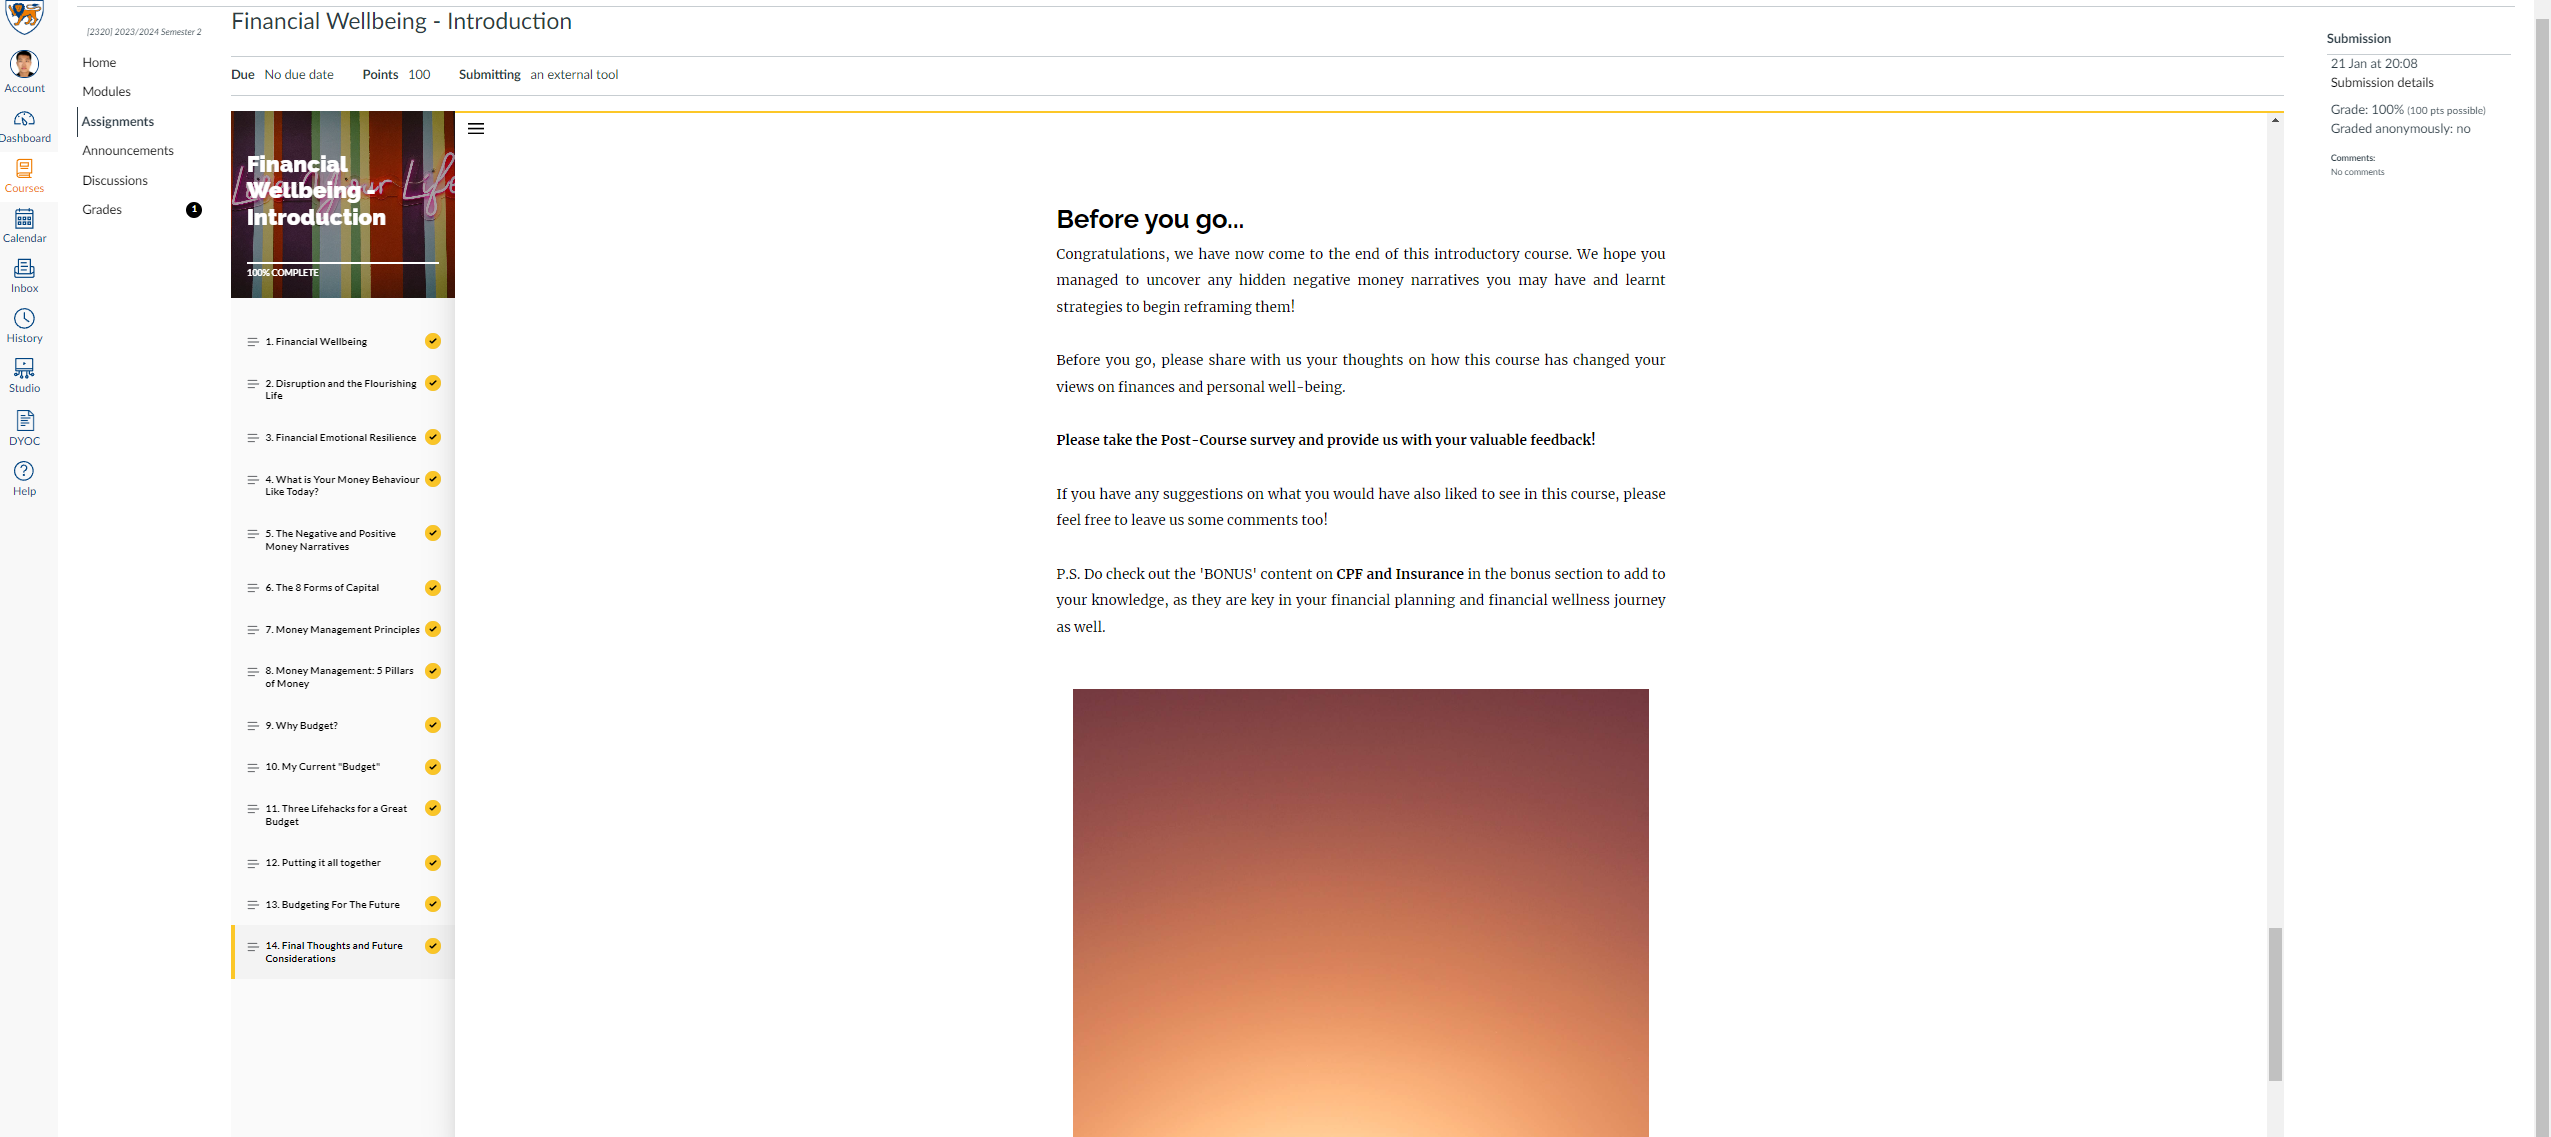 Account
Dashboard
Courses
Calendar
Inbox
History
Studio
DYOC
Help
[2320] 2023/2024 Semester 2
Home
Modules
Assignments
Announcements
Discussions
Grades 1
Financial Wellbeing - Introduction
Due No due date Points 100 Submitting an external tool
Financial
Wellbeing -
Introduction
100% COMPLETE
1. Financial Wellbeing
2. Disruption and the Flourishing
Life
3. Financial Emotional Resilience
4. What is Your Money Behaviour
Like Today?
5. The Negative and Positive
Money Narratives
6. The 8 Forms of Capital
7. Money Management Principles
8. Money Management: 5 Pillars
of Money
9. Why Budget?
10. My Current "Budget"
11. Three Lifehacks for a Great
Budget
12. Putting it all together
13. Budgeting For The Future
14. Final Thoughts and Future
Considerations
Before you go...
Congratulations, we have now come to the end of this introductory course. We hope you
managed to uncover any hidden negative money narratives you may have and learnt
strategies to begin reframing them!
Before you go, please share with us your thoughts on how this course has changed your
views on finances and personal well-being.
Please take the Post-Course survey and provide us with your valuable feedback!
If you have any suggestions on what you would have also liked to see in this course, please
feel free to leave us some comments too!
P.S. Do check out the 'BONUS' content on CPF and Insurance in the bonus section to add to
your knowledge, as they are key in your financial planning and financial wellness journey
as well.
Submission
21 Jan at 20:08
Submission details
Grade: 100% (100 pts possible)
Graded anonymously: no
Comments:
No comments